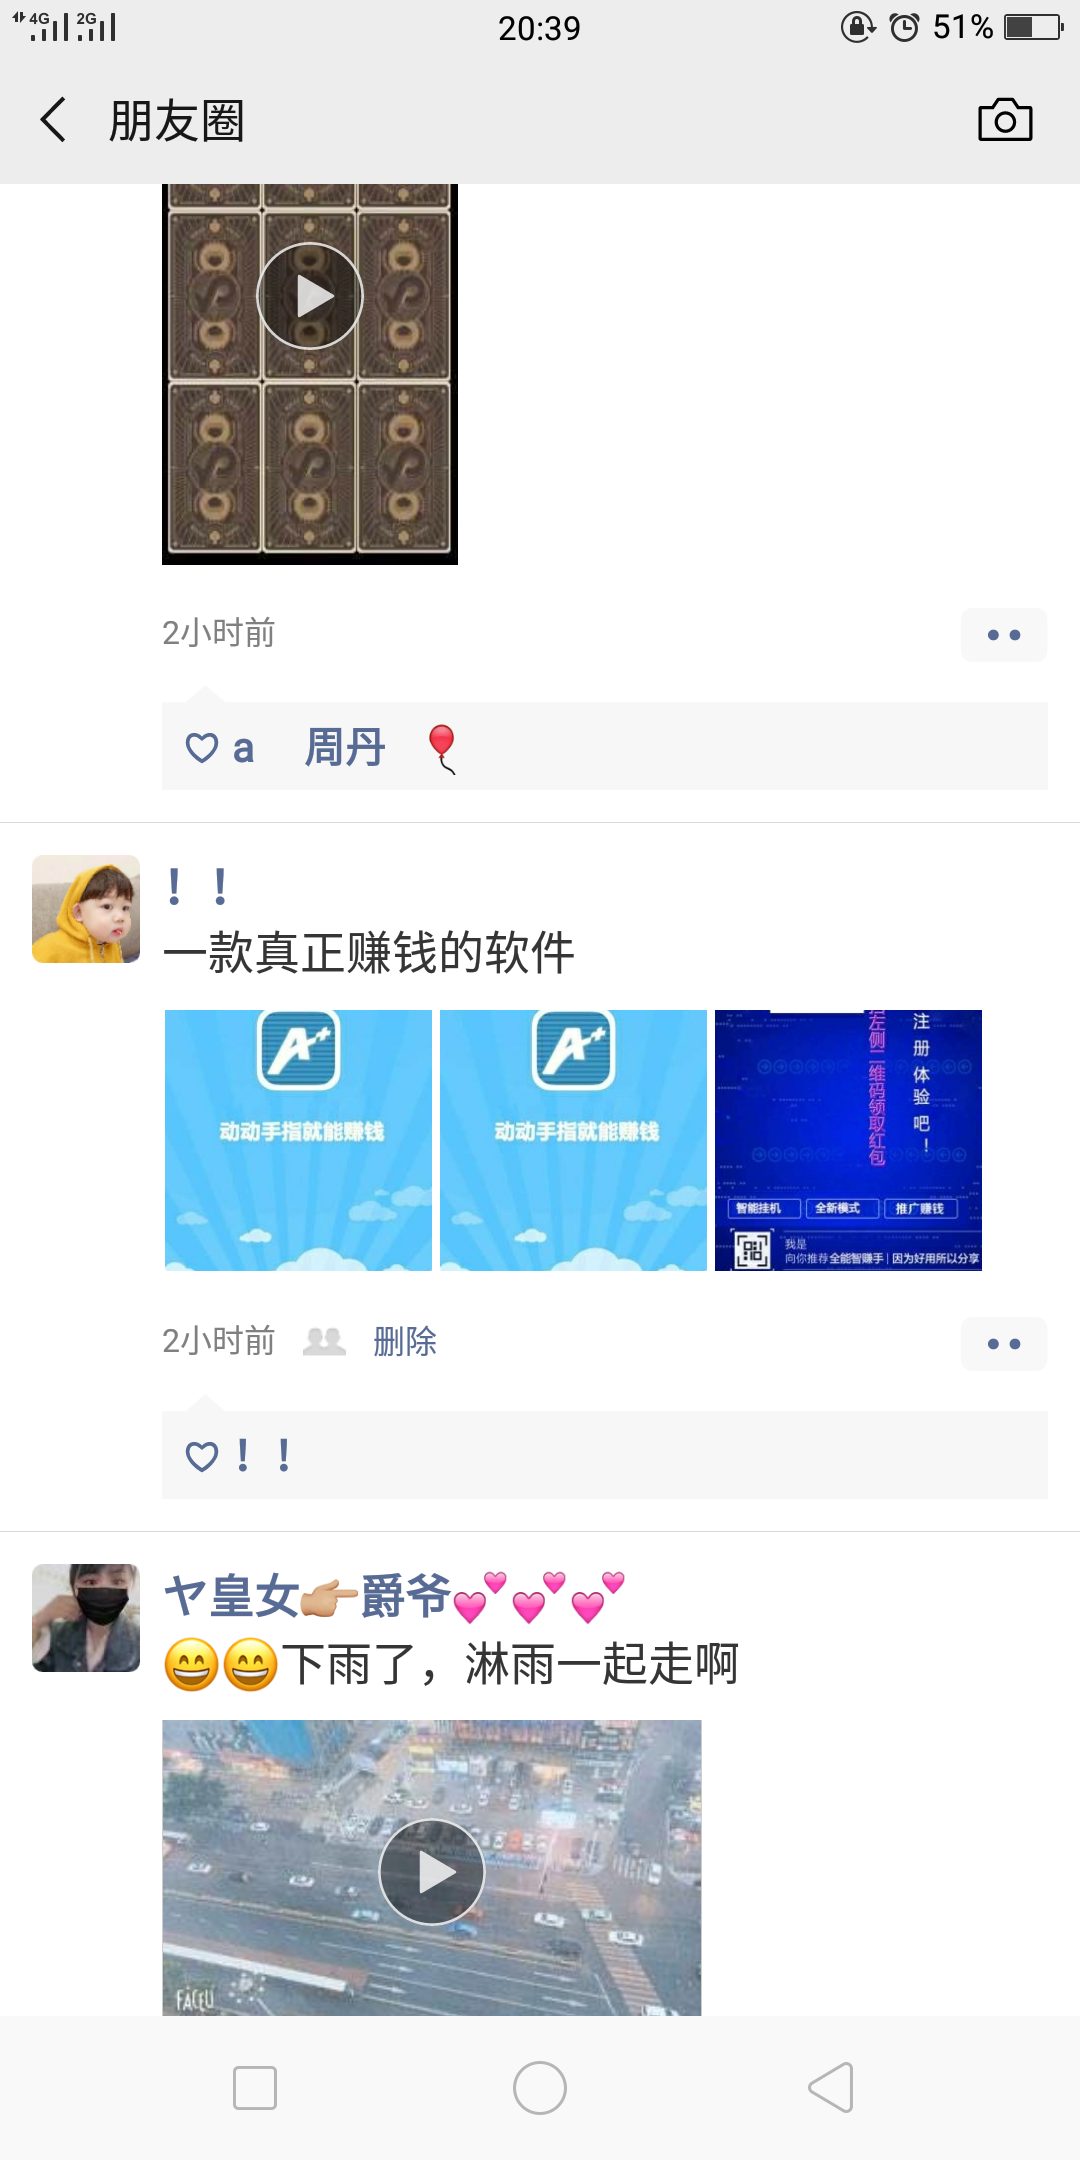 4G 2G 20:39 51%
朋友圈
2小时前
a 周丹 🎈
！！
一款真正赚钱的软件
A+
动动手指就能赚钱
A+
动动手指就能赚钱
左侧二维码领取红包
注册体验吧！
智能挂机 全新模式 推广赚钱
我是
向你推荐全能智赚手 | 因为好用所以分享
2小时前 删除
！！
ヤ皇女👉🏼爵爷💕💕💕
😄😄下雨了，淋雨一起走啊
FACEU